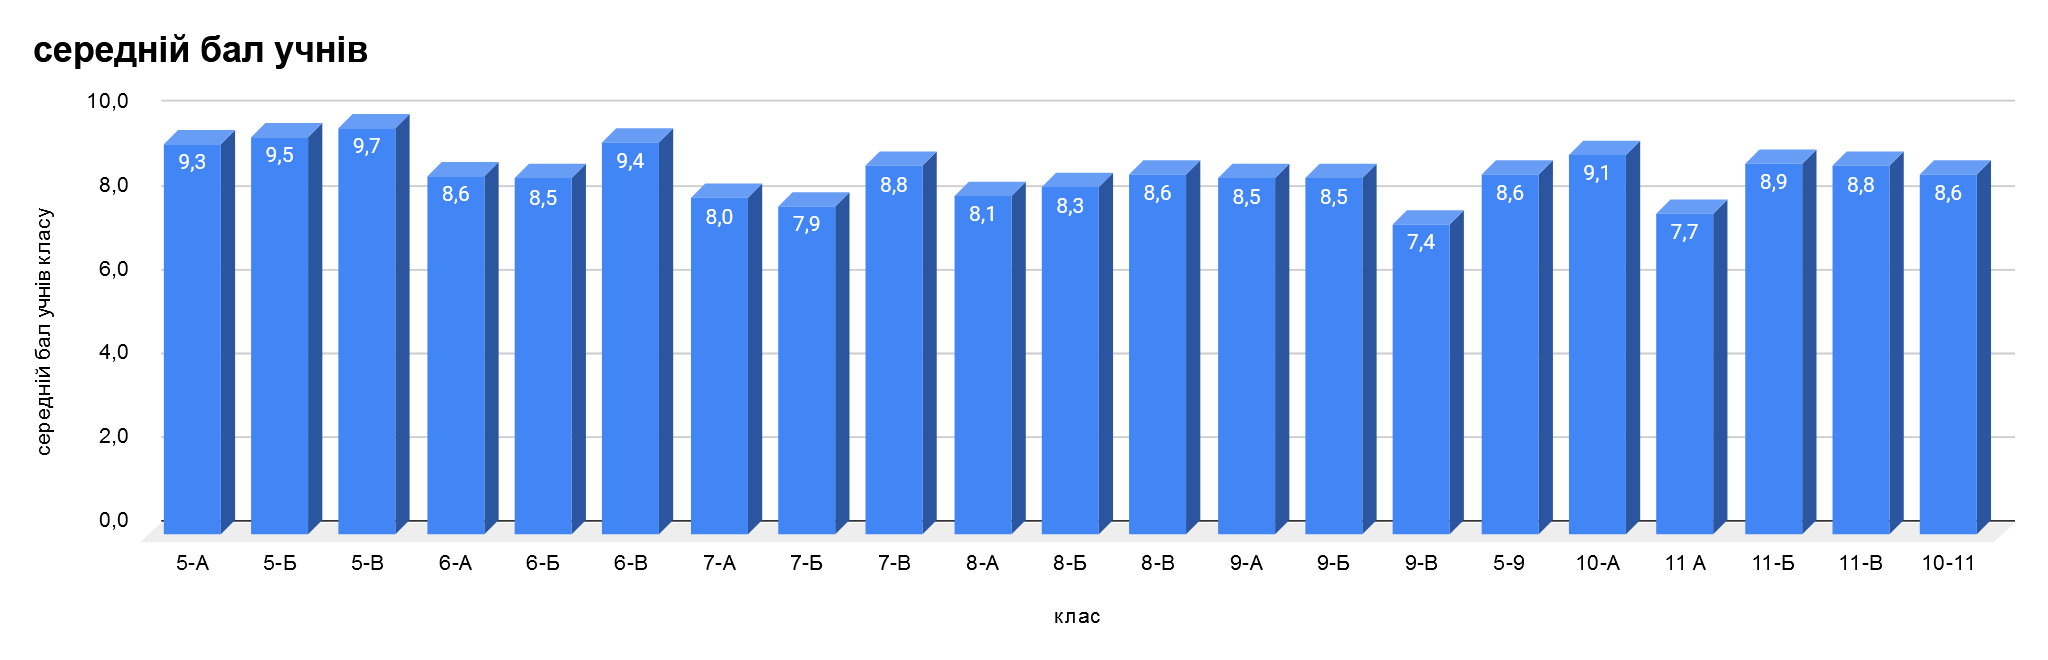 середній бал учнів
10,0
8,0
6,0
4,0
2,0
0,0
середній бал учнів класу
9,3 9,5 9,7 8,6 8,5 9,4 8,0 7,9 8,8 8,1 8,3 8,6 8,5 8,5 7,4 8,6 9,1 7,7 8,9 8,8 8,6
5-А 5-Б 5-В 6-А 6-Б 6-В 7-А 7-Б 7-В 8-А 8-Б 8-В 9-А 9-Б 9-В 5-9 10-А 11 А 11-Б 11-В 10-11
клас